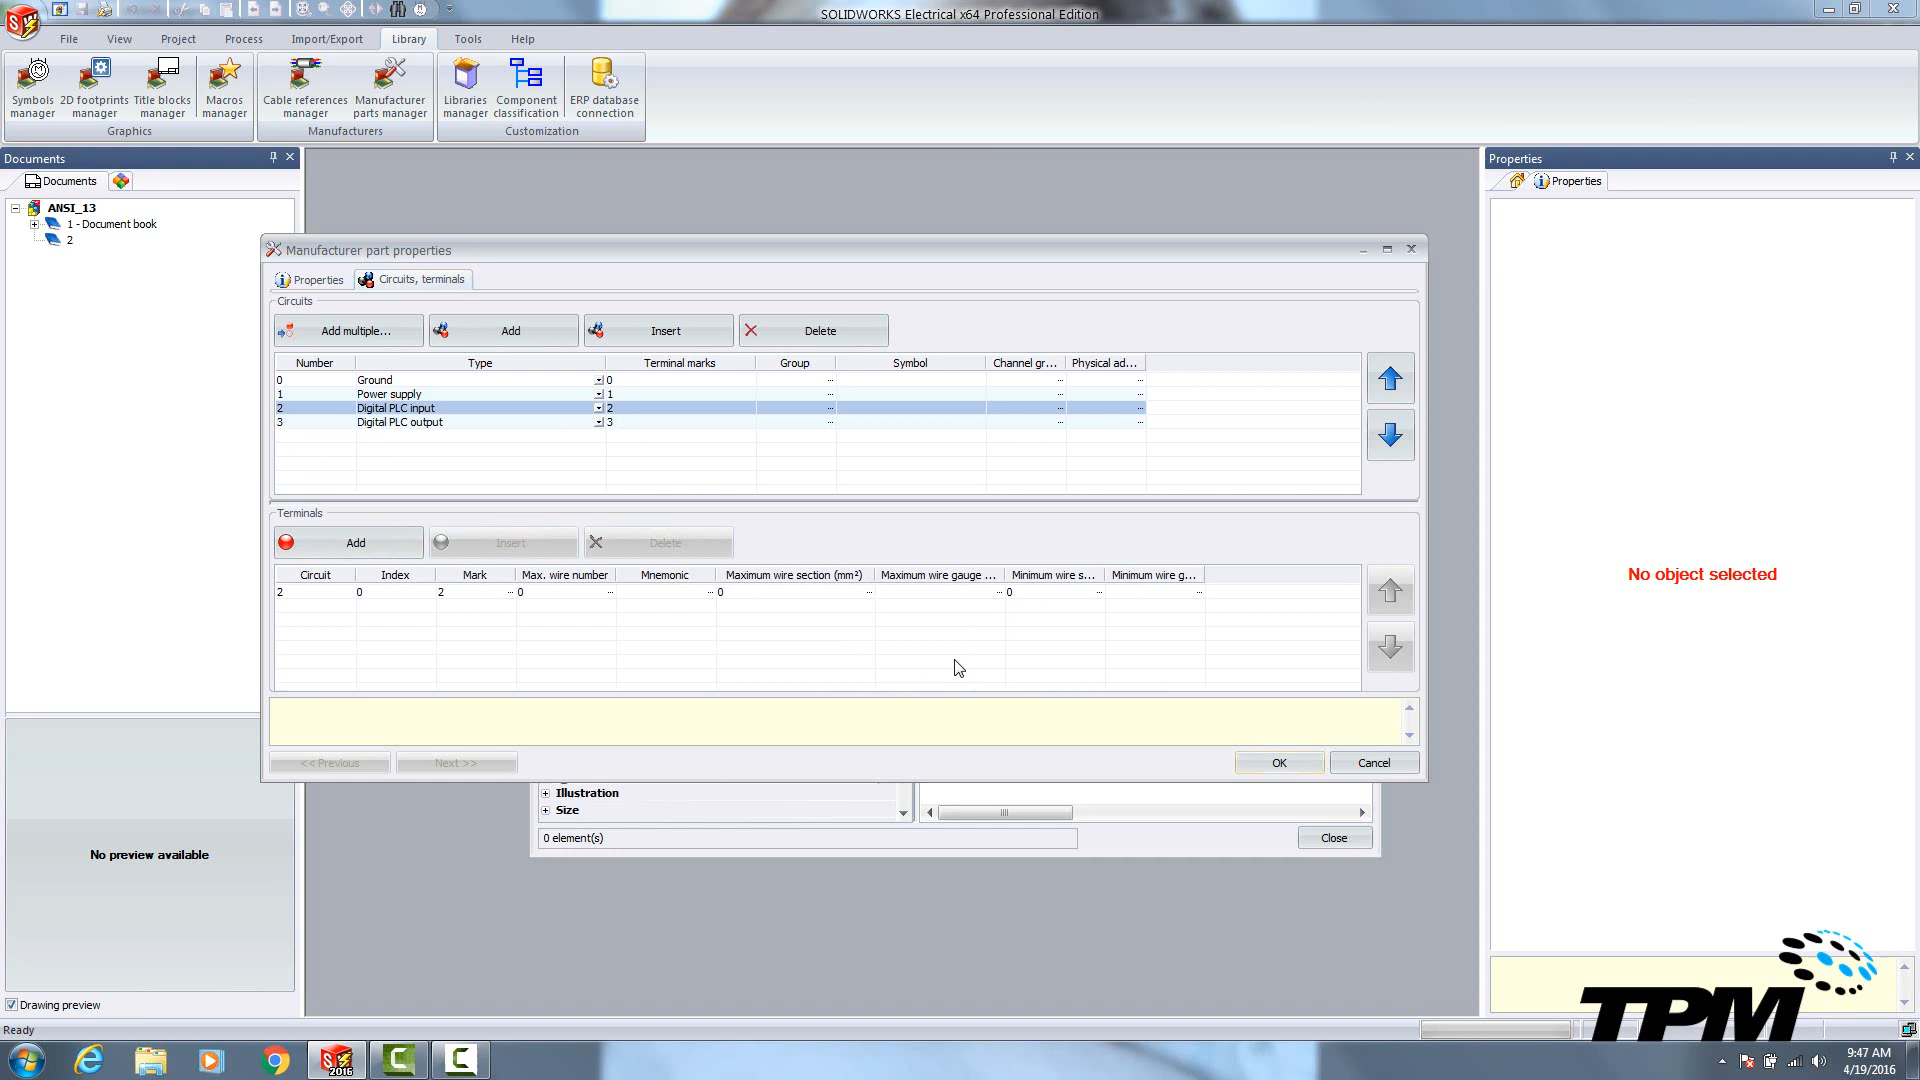 SOLIDWORKS Electrical x64 Professional Edition
File View Project Process Import/Export Library Tools Help
Symbols manager
2D footprints manager
Title blocks manager
Macros manager
Cable references manager
Manufacturer parts manager
Libraries manager
Component classification
ERP database connection
Graphics Manufacturers Customization
Documents
Documents
ANSI_13
1 - Document book
2
Manufacturer part properties
Properties Circuits, terminals
Circuits
Add multiple... Add Insert Delete
Number Type Terminal marks Group Symbol Channel gr... Physical ad...
0 Ground 0 ... ... ...
1 Power supply 1 ... ... ...
2 Digital PLC input 2 ... ... ...
3 Digital PLC output 3 ... ... ...
Terminals
Add Insert Delete
Circuit Index Mark Max. wire number Mnemonic Maximum wire section (mm²) Maximum wire gauge ... Minimum wire s... Minimum wire g...
2 0 2 ... 0 ... ... 0 ... ... 0 ... ...
<< Previous Next >> OK Cancel
Illustration
Size
0 element(s) Close
No preview available
Drawing preview
Ready
Properties
Properties
No object selected
TPM
2016
9:47 AM
4/19/2016